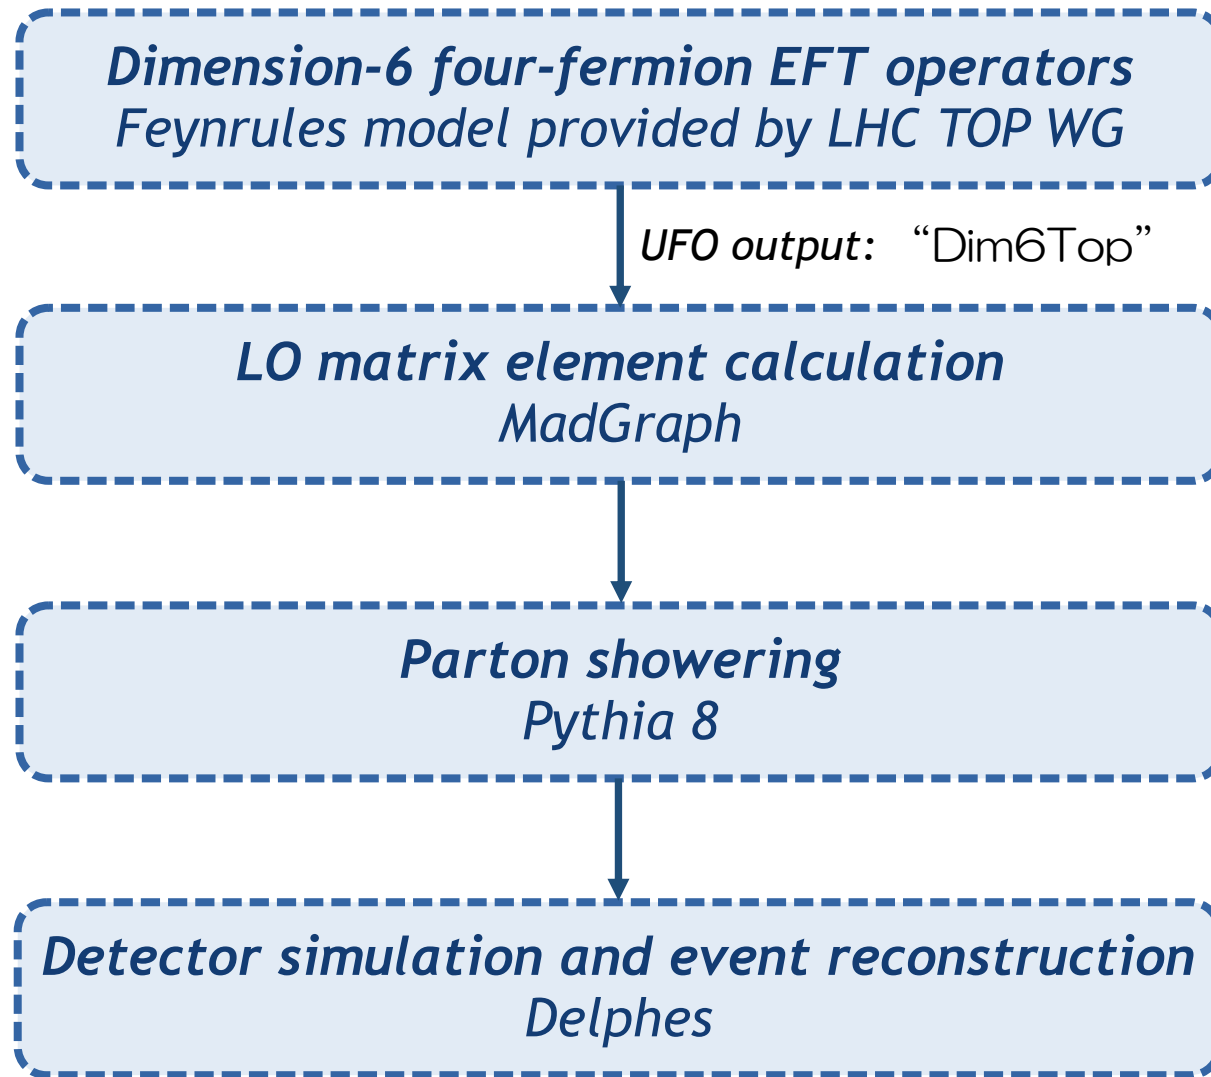 Dimension-6 four-fermion EFT operators
Feynrules model provided by LHC TOP WG
UFO output: “Dim6Top”
LO matrix element calculation
MadGraph
Parton showering
Pythia 8
Detector simulation and event reconstruction
Delphes